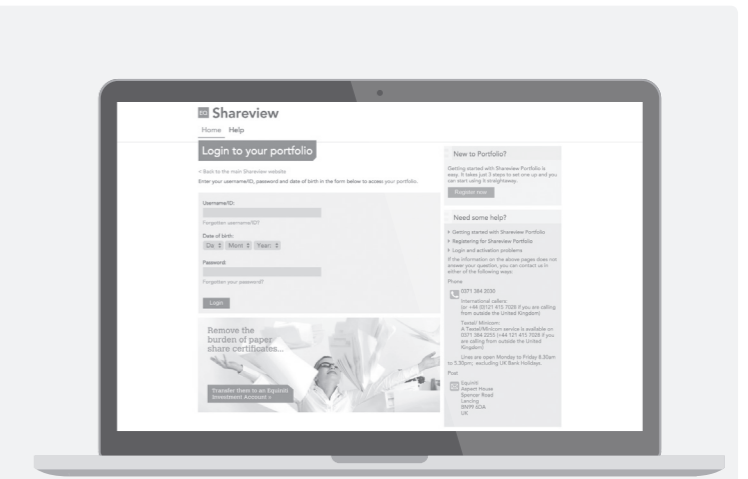 EQ Shareview
Home Help
Login to your portfolio
< Back to the main Shareview website
Enter your username/ID, password and date of birth in the form below to access your portfolio.
Username/ID:
Forgotten username/ID?
Date of birth:
Da Mont Year:
Password:
Forgotten your password?
Login
Remove the
burden of paper
share certificates...
Transfer them to an Equiniti
Investment Account »
New to Portfolio?
Getting started with Shareview Portfolio is
easy. It takes just 3 steps to set one up and you
can start using it straightaway.
Register now
Need some help?
Getting started with Shareview Portfolio
Registering for Shareview Portfolio
Login and activation problems
If the information on the above pages does not
answer your question, you can contact us in
either of the following ways:
Phone
0371 384 2030
International callers:
(or +44 (0)121 415 7028 if you are calling
from outside the United Kingdom)
Textell Minicom:
A Textell/Minicom service is available on
0371 384 2255 (+44 121 415 7028 if you
are calling from outside the United
Kingdom)
Lines are open Monday to Friday 8.30am
to 5.30pm; excluding UK Bank Holidays.
Post
Equiniti
Aspect House
Spencer Road
Lancing
BN99 6DA
UK